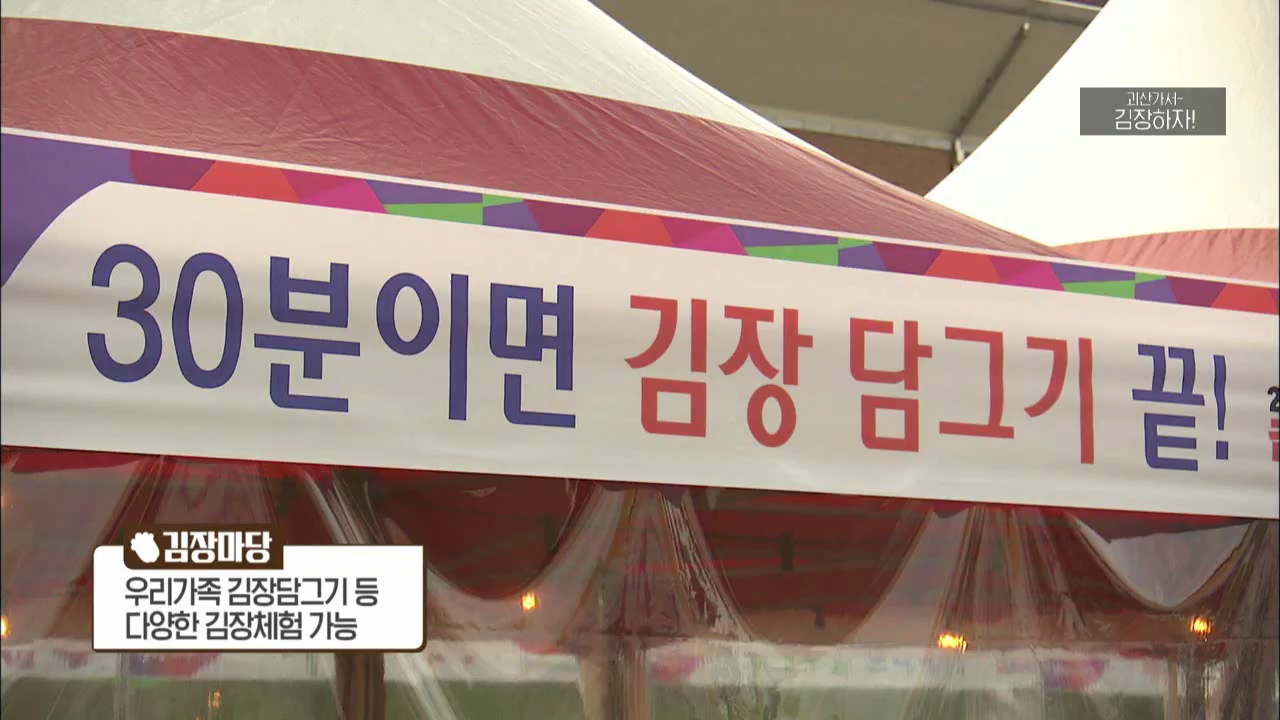 괴산가서~
김장하자!
30분이면 김장 담그기 끝!
김장마당
우리가족 김장담그기 등
다양한 김장체험 가능